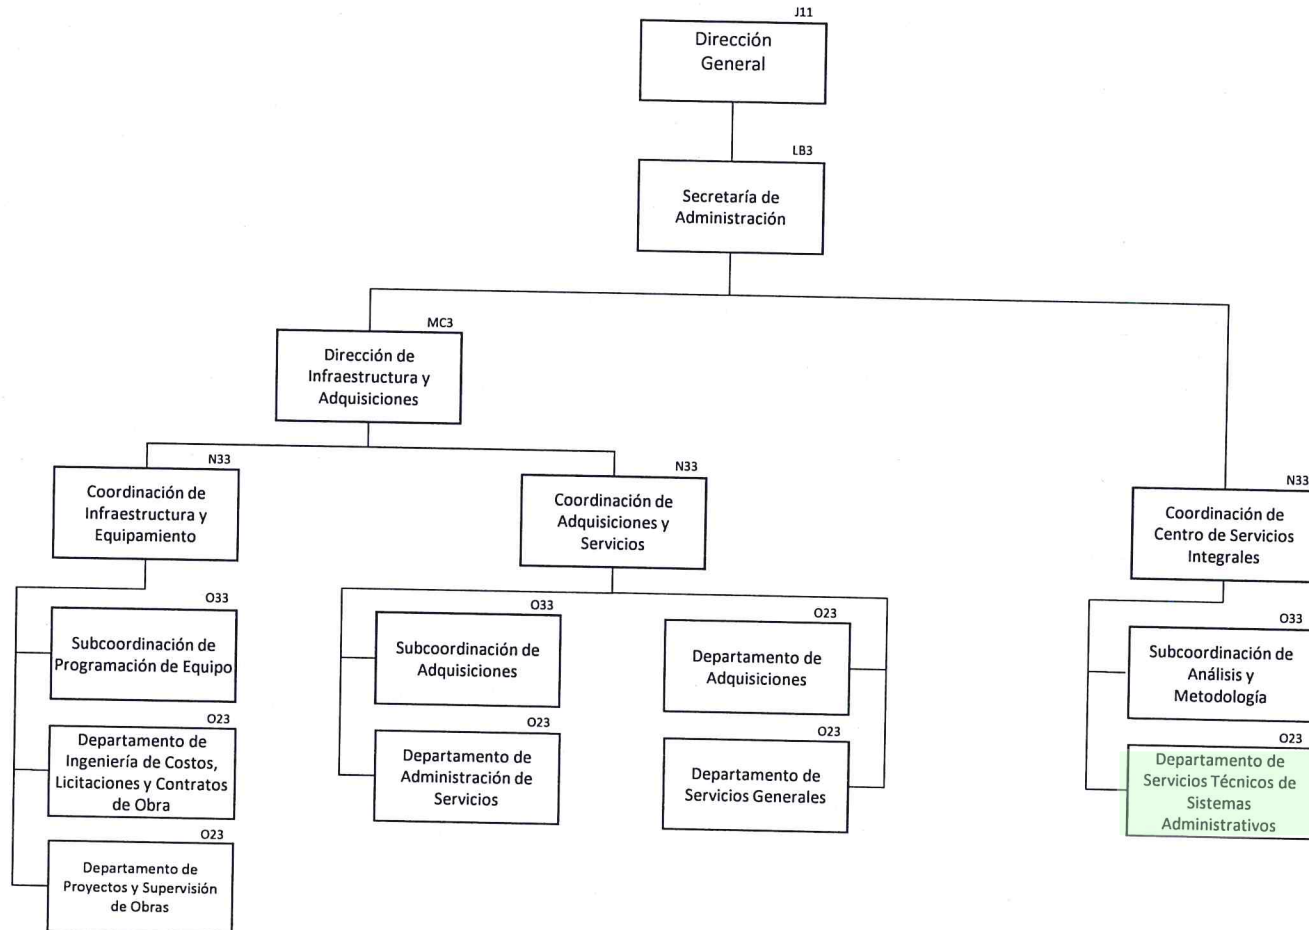 J11
Dirección
General
LB3
Secretaría de
Administración
MC3
Dirección de
Infraestructura y
Adquisiciones
N33
Coordinación de
Infraestructura y
Equipamiento
N33
Coordinación de
Adquisiciones y
Servicios
N33
Coordinación de
Centro de Servicios
Integrales
O33
Subcoordinación de
Programación de Equipo
O23
Departamento de
Ingeniería de Costos,
Licitaciones y Contratos
de Obra
O23
Departamento de
Proyectos y Supervisión
de Obras
O33
Subcoordinación de
Adquisiciones
O23
Departamento de
Administración de
Servicios
O23
Departamento de
Adquisiciones
O23
Departamento de
Servicios Generales
O33
Subcoordinación de
Análisis y
Metodología
O23
Departamento de
Servicios Técnicos de
Sistemas
Administrativos